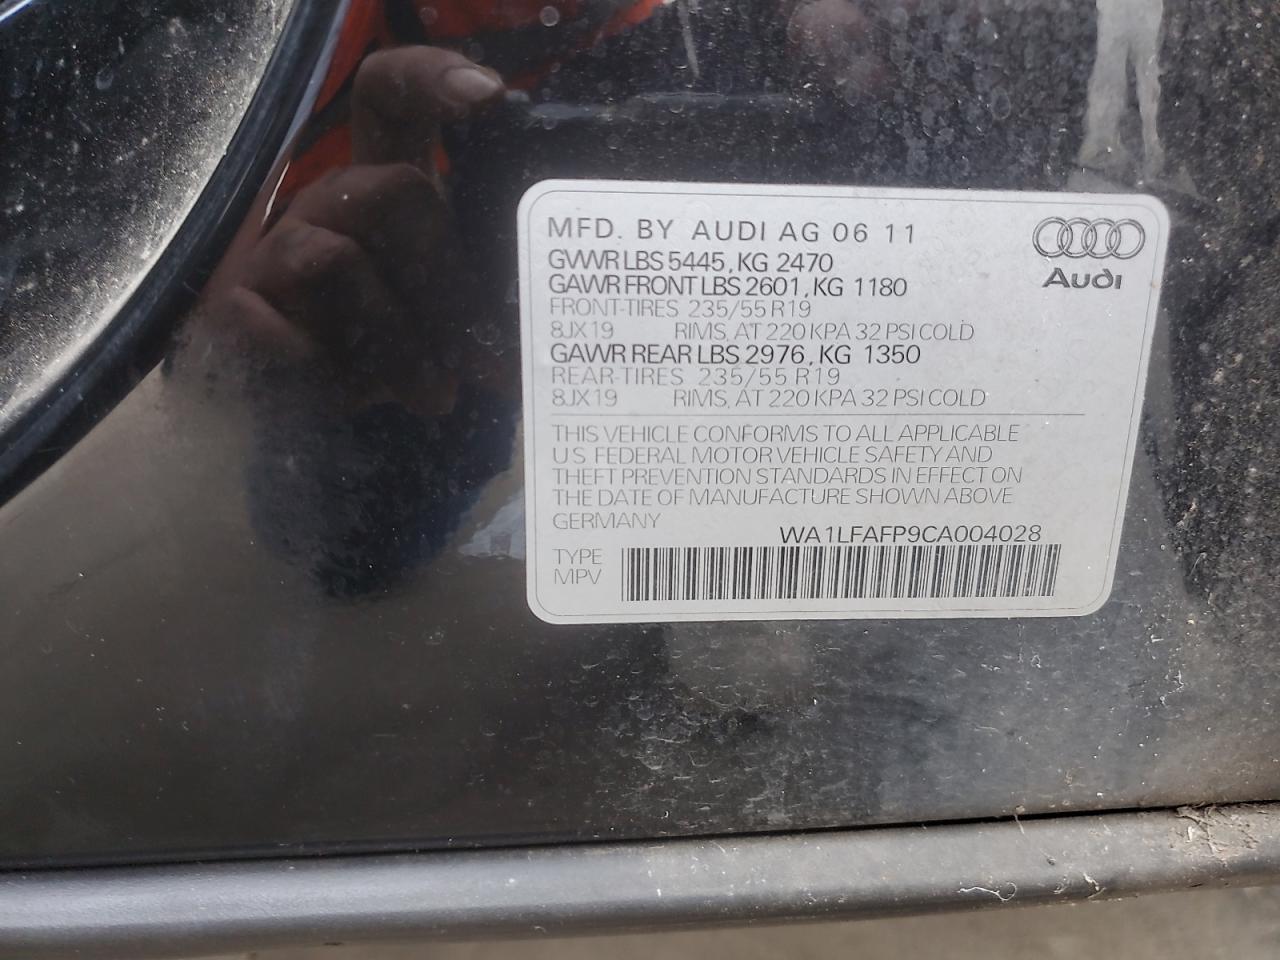 MFD. BY AUDI AG 06 11
GVWR LBS 5445, KG 2470
GAWR FRONT LBS 2601, KG 1180
FRONT-TIRES 235/55 R19
8JX19 RIMS, AT 220 KPA 32 PSI COLD
GAWR REAR LBS 2976, KG 1350
REAR-TIRES 235/55 R19
8JX19 RIMS, AT 220 KPA 32 PSI COLD
Audi
THIS VEHICLE CONFORMS TO ALL APPLICABLE
U.S FEDERAL MOTOR VEHICLE SAFETY AND
THEFT PREVENTION STANDARDS IN EFFECT ON
THE DATE OF MANUFACTURE SHOWN ABOVE
GERMANY
WA1LFAFP9CA004028
TYPE
MPV